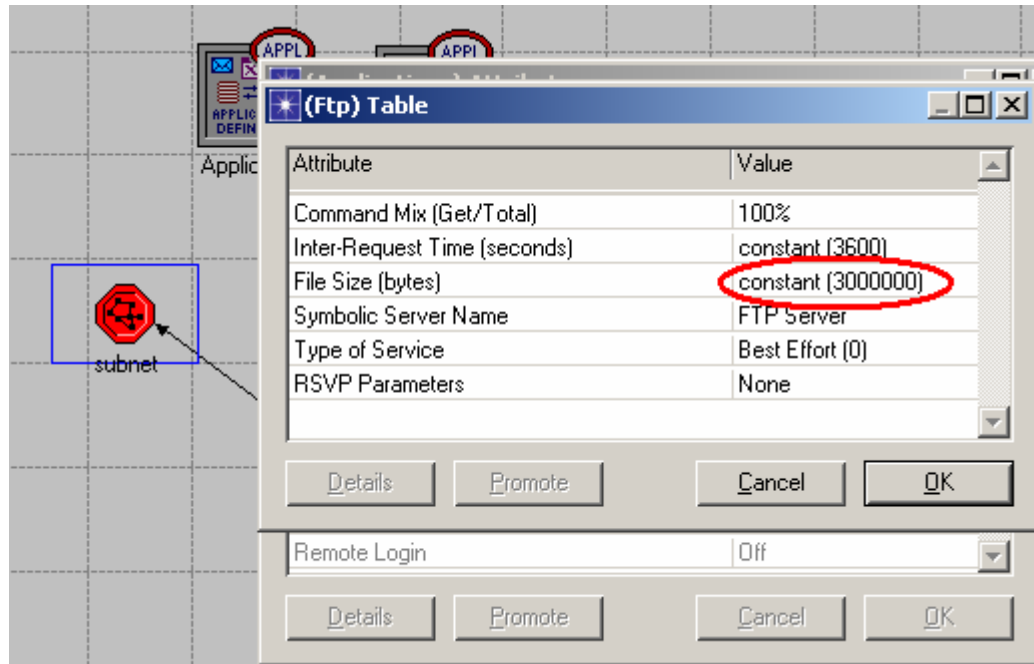 APPL
APPL
APPLIC
DEFIN
Applic
(Ftp) Table
Attribute Value
Command Mix (Get/Total) 100%
Inter-Request Time (seconds) constant (3600)
File Size (bytes) constant (3000000)
Symbolic Server Name FTP Server
Type of Service Best Effort (0)
RSVP Parameters None
subnet
Details Promote Cancel OK
Remote Login Off
Details Promote Cancel OK